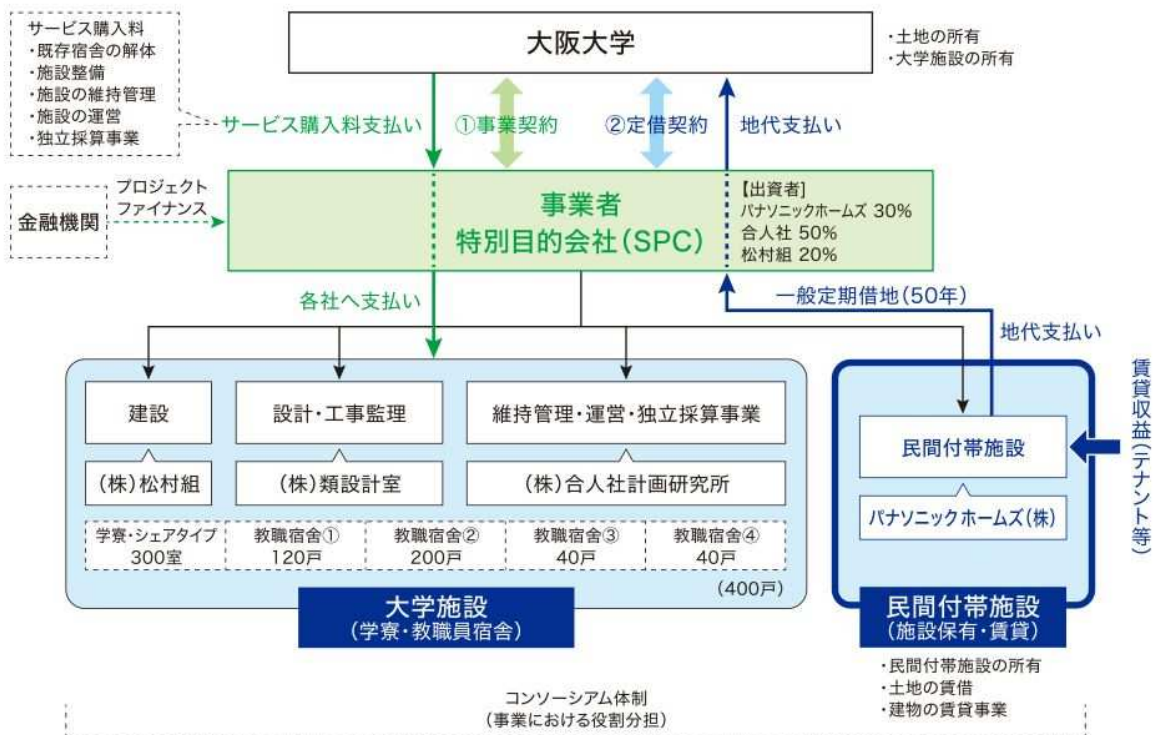 サービス購入料
・既存宿舎の解体
・施設整備
・施設の維持管理
・施設の運営
・独立採算事業
大阪大学
・土地の所有
・大学施設の所有
サービス購入料支払い
①事業契約
②定借契約
地代支払い
金融機関
プロジェクト
ファイナンス
事業者
特別目的会社(SPC)
【出資者】
パナソニックホームズ 30%
合人社 50%
松村組 20%
各社へ支払い
一般定期借地(50年)
地代支払い
建設
設計・工事監理
維持管理・運営・独立採算事業
(株)松村組
(株)類設計室
(株)合人社計画研究所
学寮・シェアタイプ
300室
教職宿舎①
120戸
教職宿舎②
200戸
教職宿舎③
40戸
教職宿舎④
40戸
(400戸)
大学施設
(学寮・教職員宿舎)
民間付帯施設
パナソニック ホームズ(株)
賃貸収益(テナント等)
民間付帯施設
(施設保有・賃貸)
・民間付帯施設の所有
・土地の賃借
・建物の賃貸事業
コンソーシアム体制
(事業における役割分担)